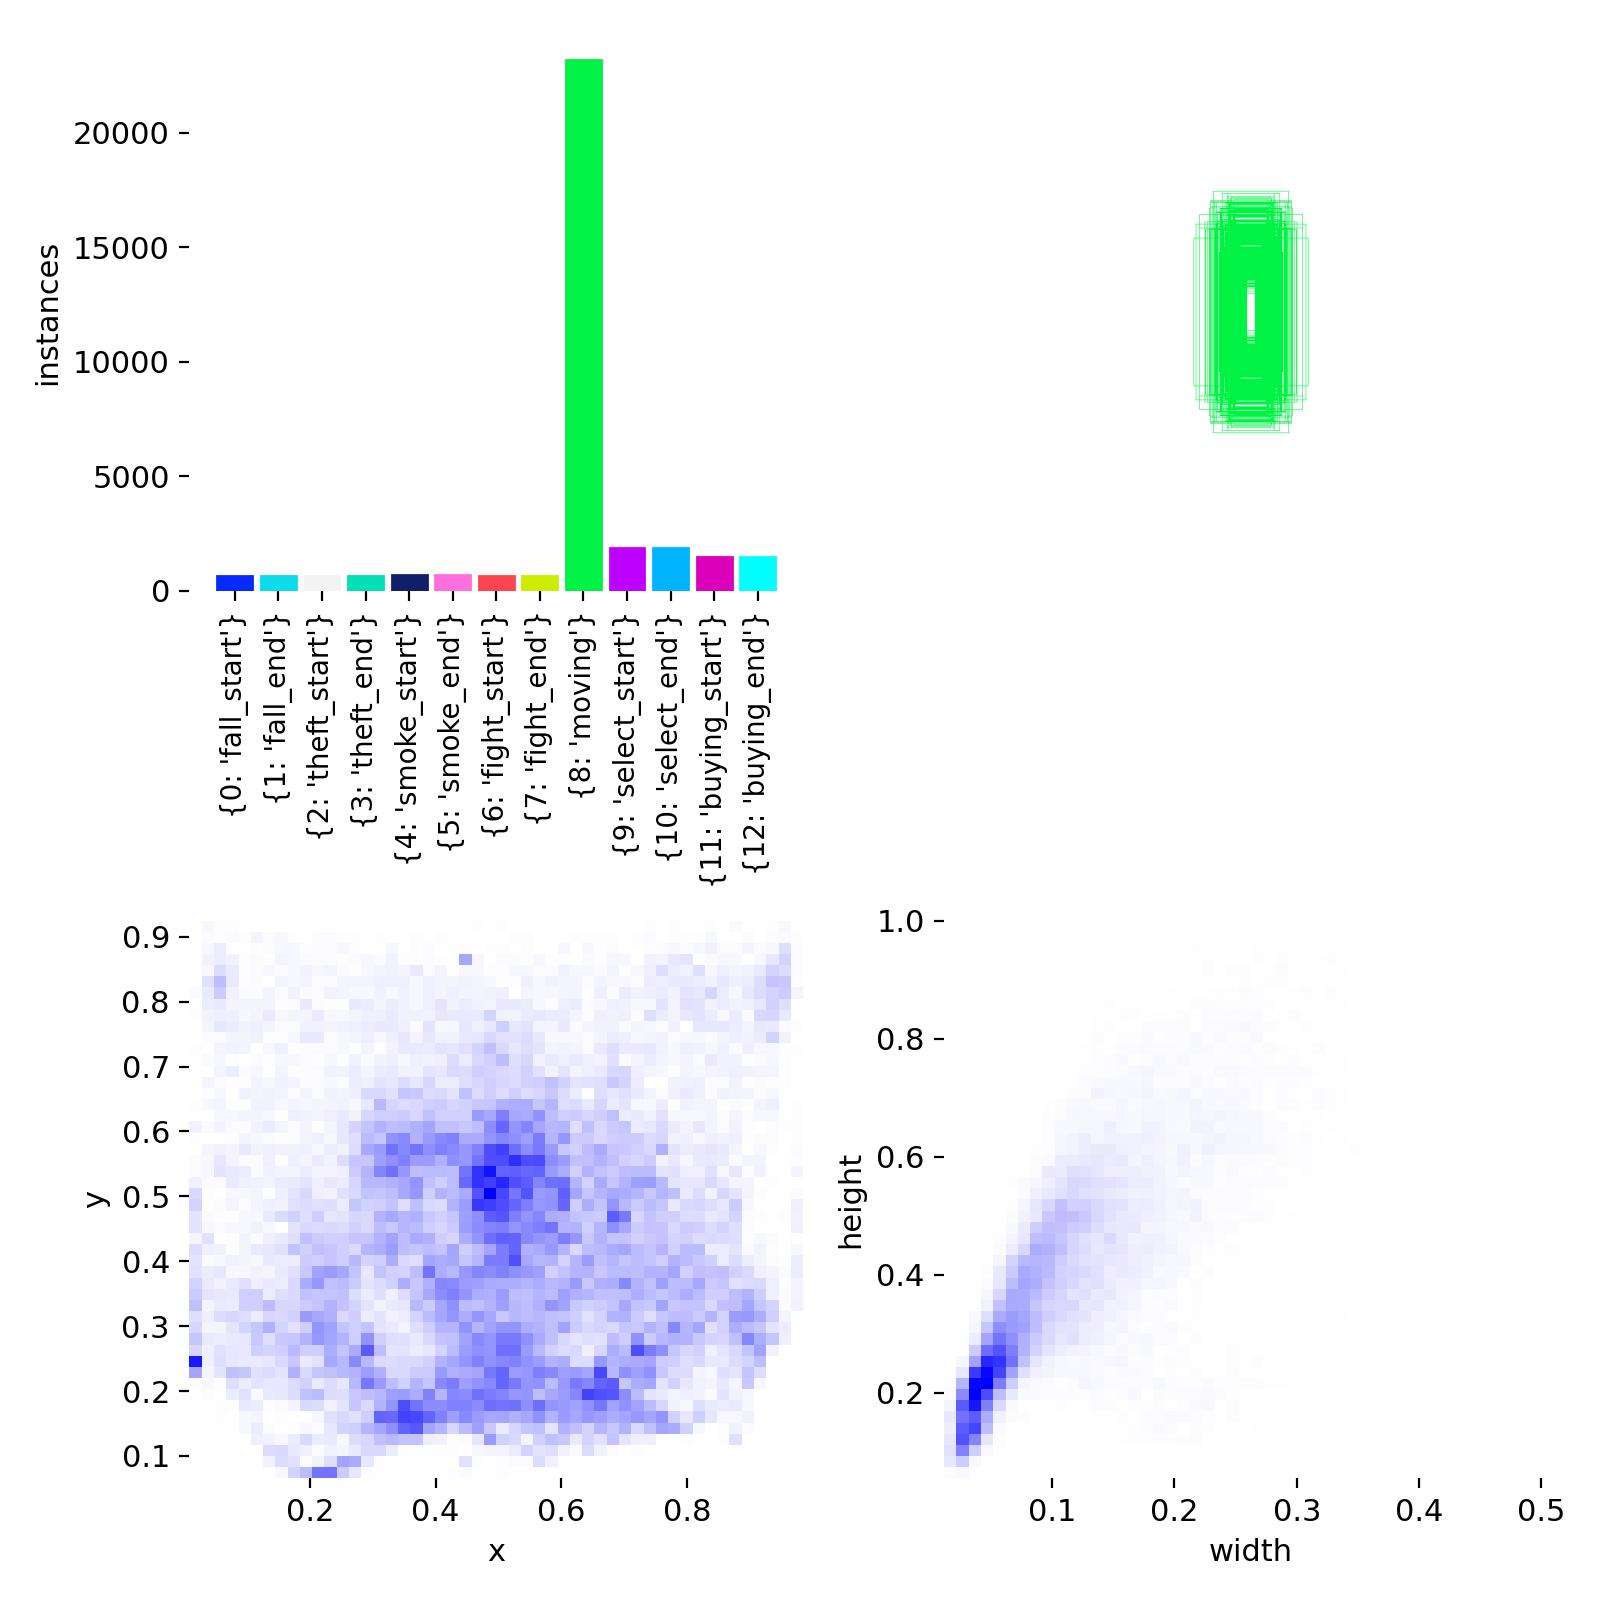 20000
15000
10000
5000
0
instances
{0: 'fall_start'}
{1: 'fall_end'}
{2: 'theft_start'}
{3: 'theft_end'}
{4: 'smoke_start'}
{5: 'smoke_end'}
{6: 'fight_start'}
{7: 'fight_end'}
{8: 'moving'}
{9: 'select_start'}
{10: 'select_end'}
{11: 'buying_start'}
{12: 'buying_end'}
0.9
0.8
0.7
0.6
0.5
0.4
0.3
0.2
0.1
y
0.2 0.4 0.6 0.8
x
1.0
0.8
0.6
0.4
0.2
height
0.1 0.2 0.3 0.4 0.5
width